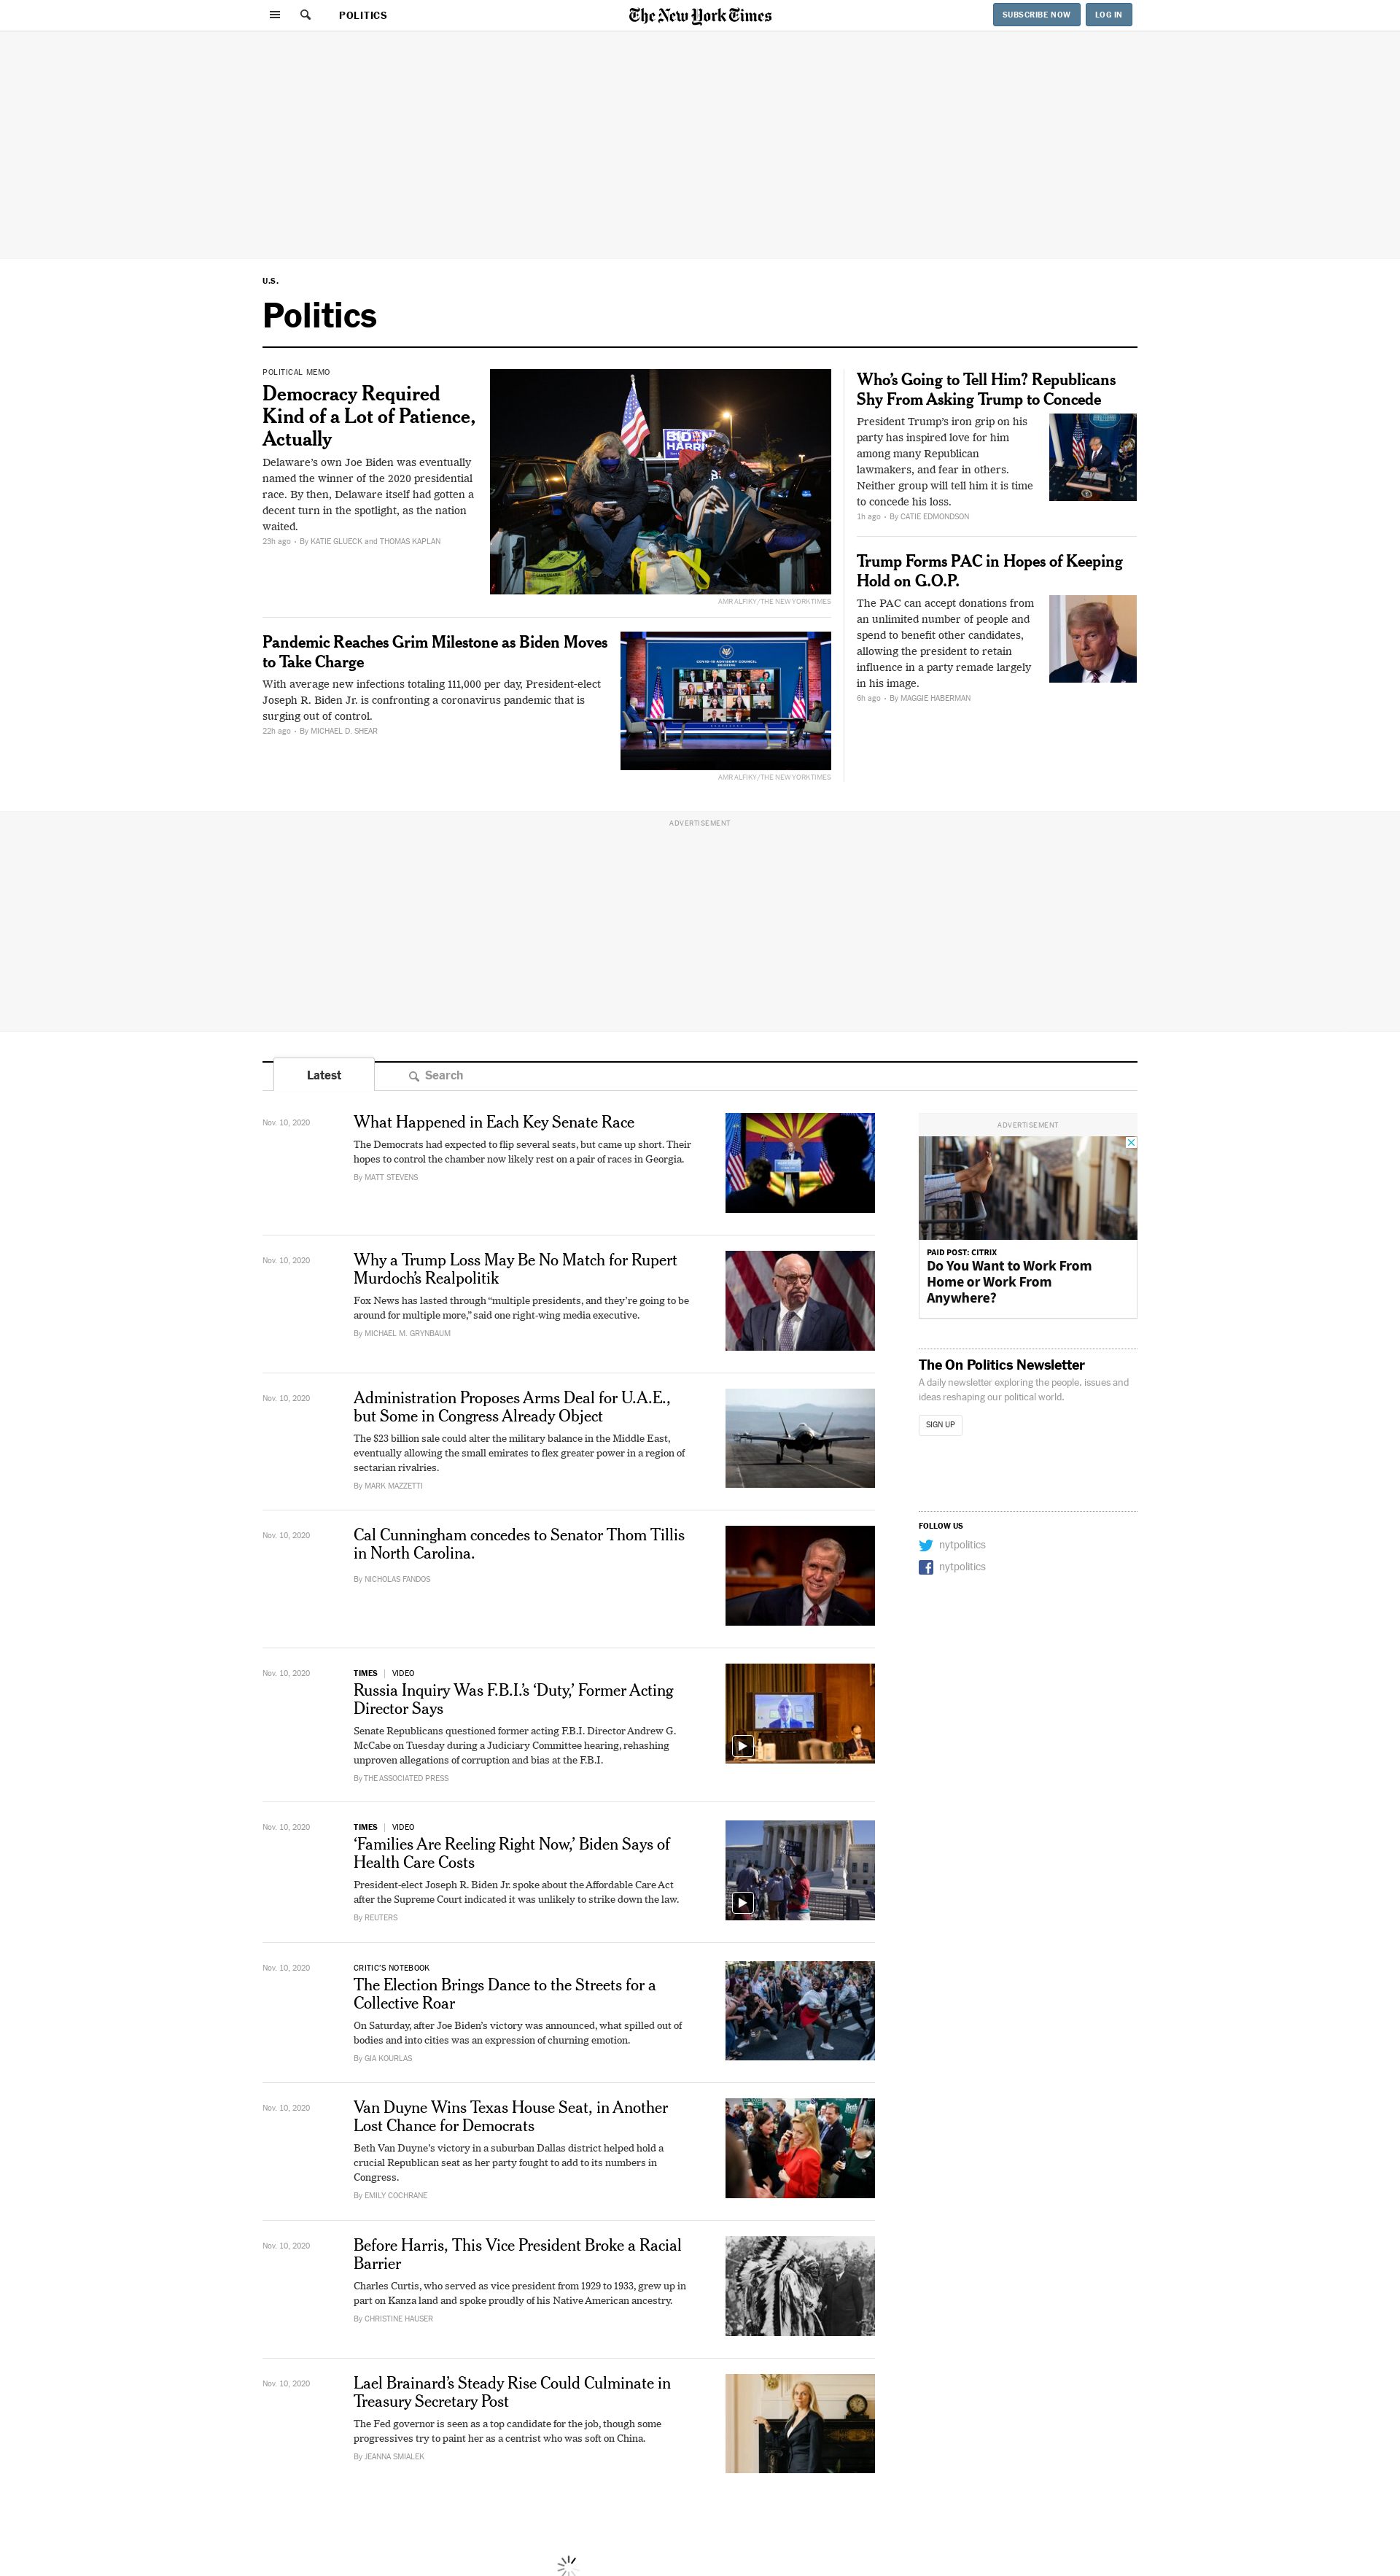 POLITICS
The New York Times
SUBSCRIBE NOW
LOG IN
U.S.
Politics
POLITICAL MEMO
Democracy Required
Kind of a Lot of Patience,
Actually
Delaware’s own Joe Biden was eventually
named the winner of the 2020 presidential
race. By then, Delaware itself had gotten a
decent turn in the spotlight, as the nation
waited.
23h ago • By KATIE GLUECK and THOMAS KAPLAN
AMR ALFIKY/THE NEW YORK TIMES
Pandemic Reaches Grim Milestone as Biden Moves
to Take Charge
With average new infections totaling 111,000 per day, President-elect
Joseph R. Biden Jr. is confronting a coronavirus pandemic that is
surging out of control.
22h ago • By MICHAEL D. SHEAR
AMR ALFIKY/THE NEW YORK TIMES
Who’s Going to Tell Him? Republicans
Shy From Asking Trump to Concede
President Trump’s iron grip on his
party has inspired love for him
among many Republican
lawmakers, and fear in others.
Neither group will tell him it is time
to concede his loss.
1h ago • By CATIE EDMONDSON
Trump Forms PAC in Hopes of Keeping
Hold on G.O.P.
The PAC can accept donations from
an unlimited number of people and
spend to benefit other candidates,
allowing the president to retain
influence in a party remade largely
in his image.
6h ago • By MAGGIE HABERMAN
ADVERTISEMENT
Latest
Search
Nov. 10, 2020
What Happened in Each Key Senate Race
The Democrats had expected to flip several seats, but came up short. Their
hopes to control the chamber now likely rest on a pair of races in Georgia.
By MATT STEVENS
Nov. 10, 2020
Why a Trump Loss May Be No Match for Rupert
Murdoch’s Realpolitik
Fox News has lasted through “multiple presidents, and they’re going to be
around for multiple more,” said one right-wing media executive.
By MICHAEL M. GRYNBAUM
Nov. 10, 2020
Administration Proposes Arms Deal for U.A.E.,
but Some in Congress Already Object
The $23 billion sale could alter the military balance in the Middle East,
eventually allowing the small emirates to flex greater power in a region of
sectarian rivalries.
By MARK MAZZETTI
Nov. 10, 2020
Cal Cunningham concedes to Senator Thom Tillis
in North Carolina.
By NICHOLAS FANDOS
Nov. 10, 2020
TIMES | VIDEO
Russia Inquiry Was F.B.I.’s ‘Duty,’ Former Acting
Director Says
Senate Republicans questioned former acting F.B.I. Director Andrew G.
McCabe on Tuesday during a Judiciary Committee hearing, rehashing
unproven allegations of corruption and bias at the F.B.I.
By THE ASSOCIATED PRESS
Nov. 10, 2020
TIMES | VIDEO
‘Families Are Reeling Right Now,’ Biden Says of
Health Care Costs
President-elect Joseph R. Biden Jr. spoke about the Affordable Care Act
after the Supreme Court indicated it was unlikely to strike down the law.
By REUTERS
Nov. 10, 2020
CRITIC’S NOTEBOOK
The Election Brings Dance to the Streets for a
Collective Roar
On Saturday, after Joe Biden’s victory was announced, what spilled out of
bodies and into cities was an expression of churning emotion.
By GIA KOURLAS
Nov. 10, 2020
Van Duyne Wins Texas House Seat, in Another
Lost Chance for Democrats
Beth Van Duyne’s victory in a suburban Dallas district helped hold a
crucial Republican seat as her party fought to add to its numbers in
Congress.
By EMILY COCHRANE
Nov. 10, 2020
Before Harris, This Vice President Broke a Racial
Barrier
Charles Curtis, who served as vice president from 1929 to 1933, grew up in
part on Kanza land and spoke proudly of his Native American ancestry.
By CHRISTINE HAUSER
Nov. 10, 2020
Lael Brainard’s Steady Rise Could Culminate in
Treasury Secretary Post
The Fed governor is seen as a top candidate for the job, though some
progressives try to paint her as a centrist who was soft on China.
By JEANNA SMIALEK
ADVERTISEMENT
PAID POST: CITRIX
Do You Want to Work From
Home or Work From
Anywhere?
The On Politics Newsletter
A daily newsletter exploring the people, issues and
ideas reshaping our political world.
SIGN UP
FOLLOW US
nytpolitics
nytpolitics